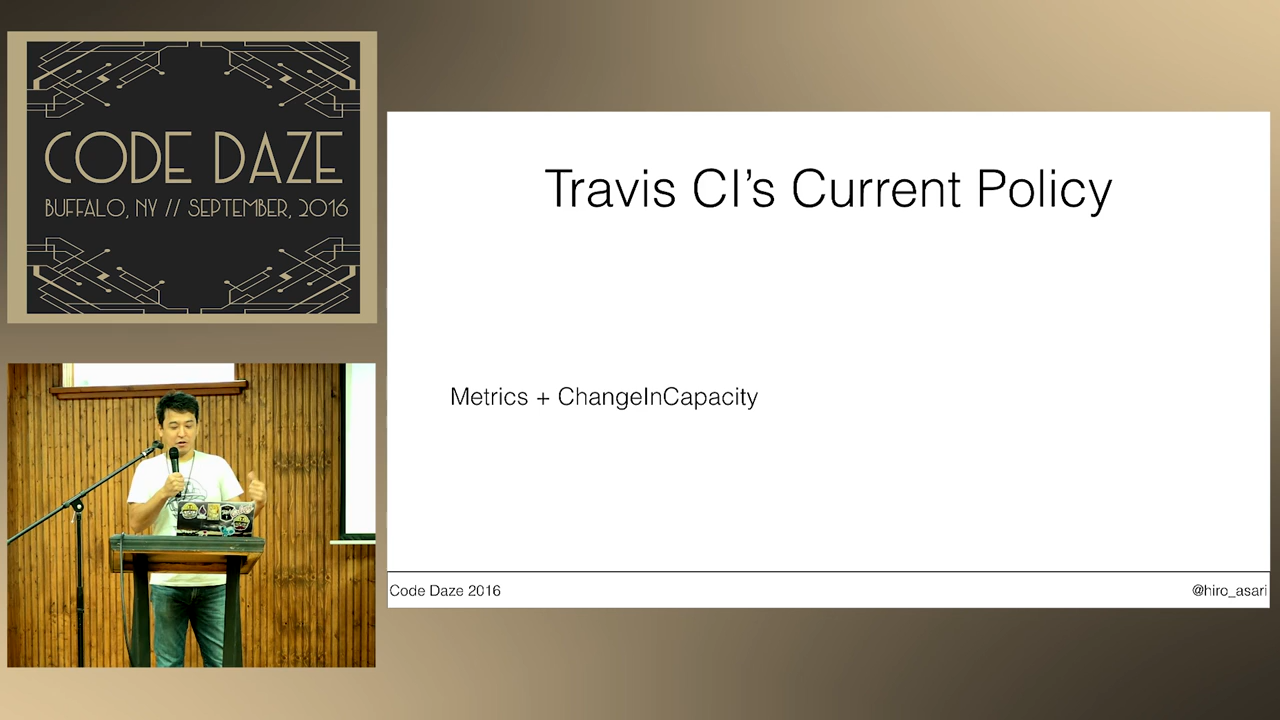 CODE DAZE
BUFFALO, NY // SEPTEMBER, 2016
Travis CI's Current Policy
Metrics + ChangeInCapacity
Code Daze 2016
@hiro_asari